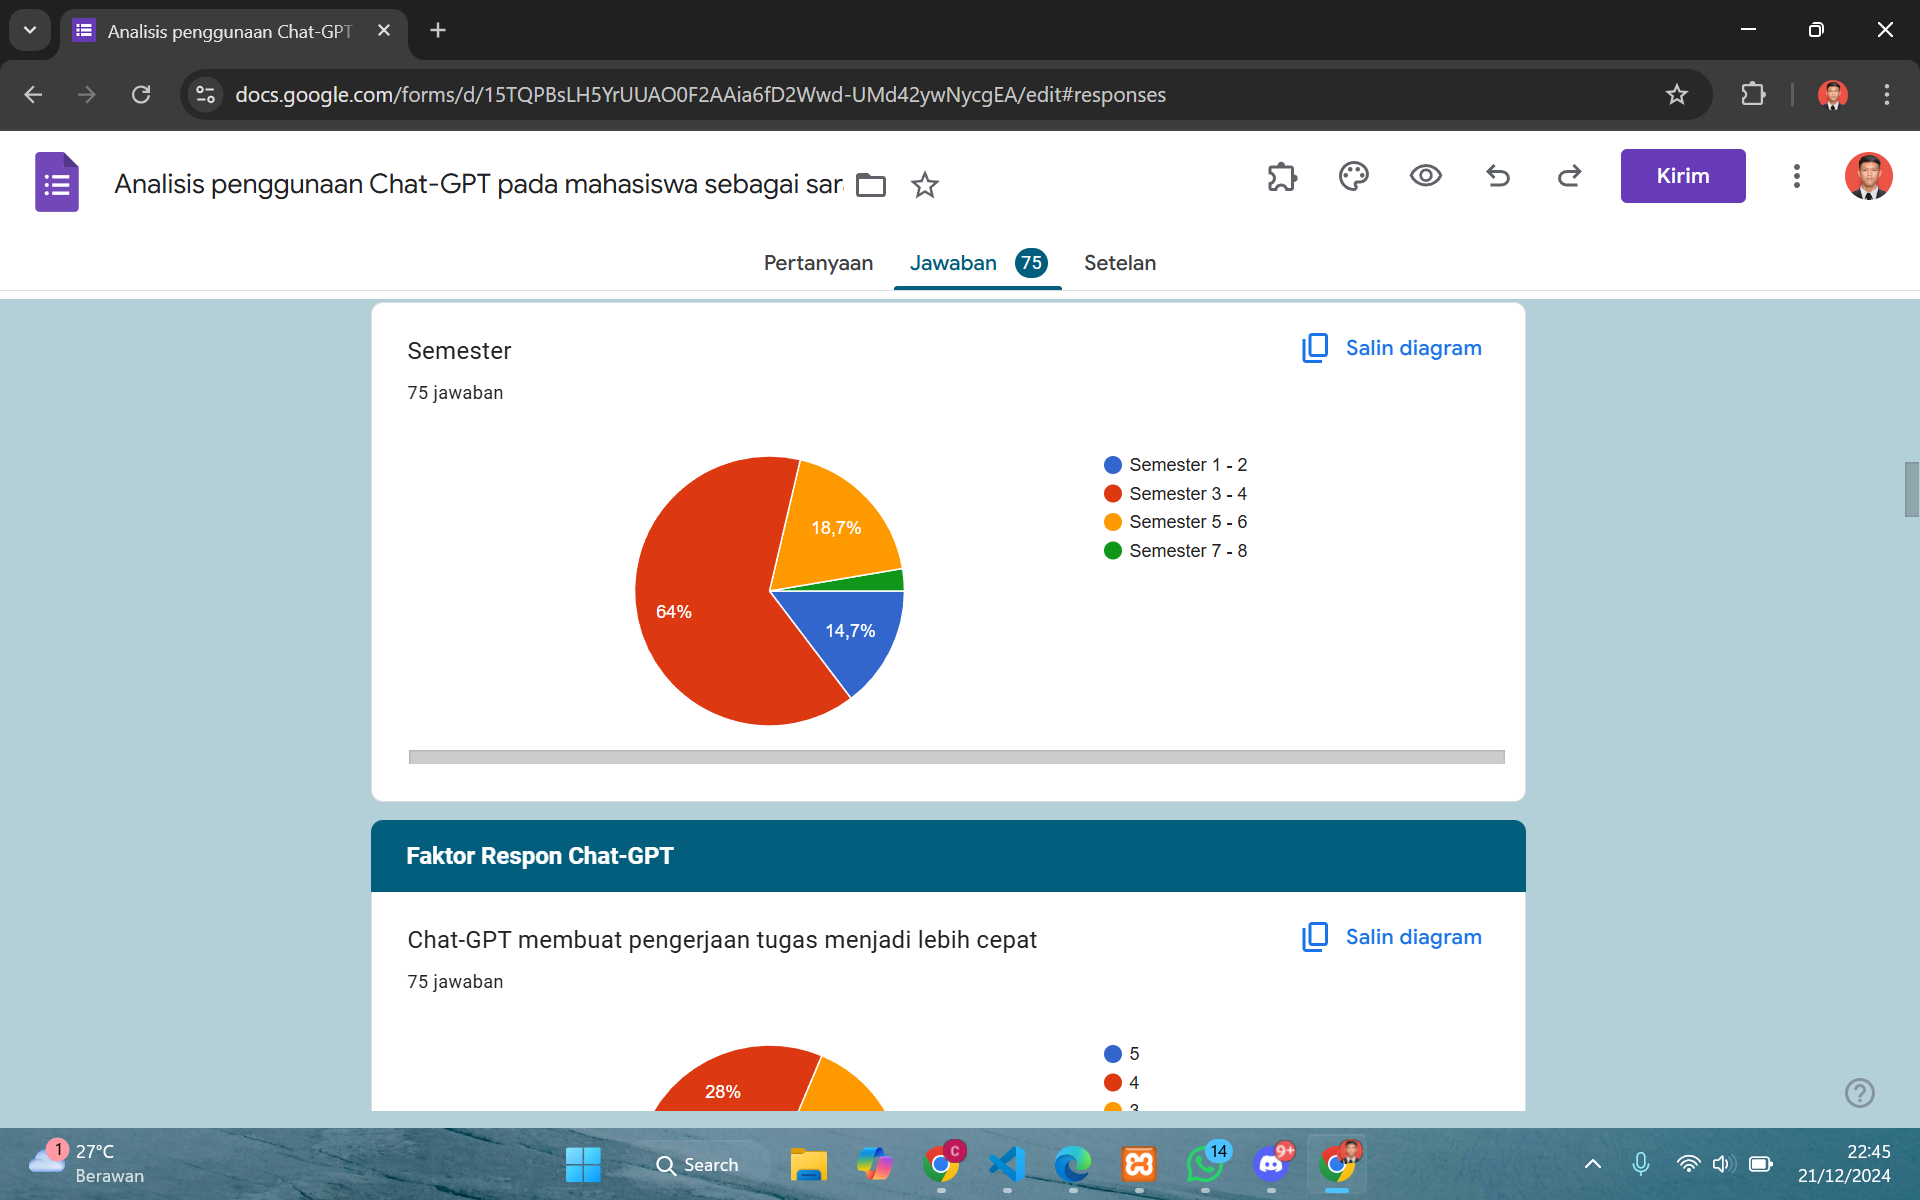 Analisis penggunaan Chat-GPT
docs.google.com/forms/d/15TQPBsLH5YrUUAO0F2AAia6fD2Wwd-UMd42ywNycgEA/edit#responses
Analisis penggunaan Chat-GPT pada mahasiswa sebagai sar
Kirim
Pertanyaan
Jawaban 75
Setelan
Semester
Salin diagram
75 jawaban
18,7%
64%
14,7%
Semester 1 - 2
Semester 3 - 4
Semester 5 - 6
Semester 7 - 8
Faktor Respon Chat-GPT
Chat-GPT membuat pengerjaan tugas menjadi lebih cepat
Salin diagram
75 jawaban
28%
5
4
3
1
27°C
Berawan
Search
C
14
9+
22:45
21/12/2024